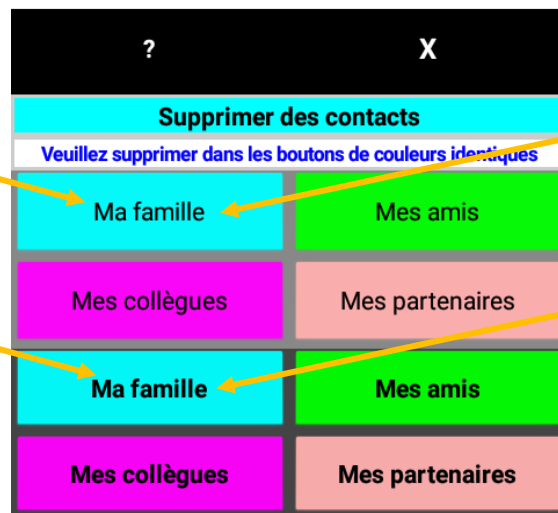 ? X
Supprimer des contacts
Veuillez supprimer dans les boutons de couleurs identiques
Ma famille Mes amis
Mes collègues Mes partenaires
Ma famille Mes amis
Mes collègues Mes partenaires